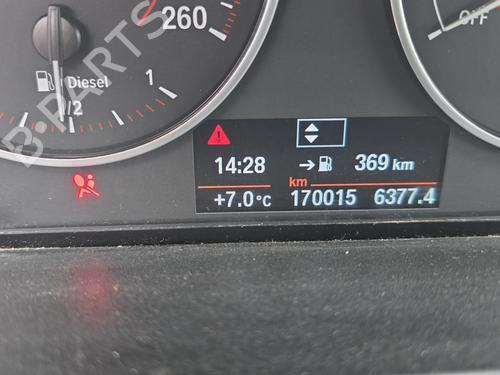 260
OFF
Diesel
1
1/2
14:28
369 km
km
+7.0°C
170015
6377.4
B-PARTS